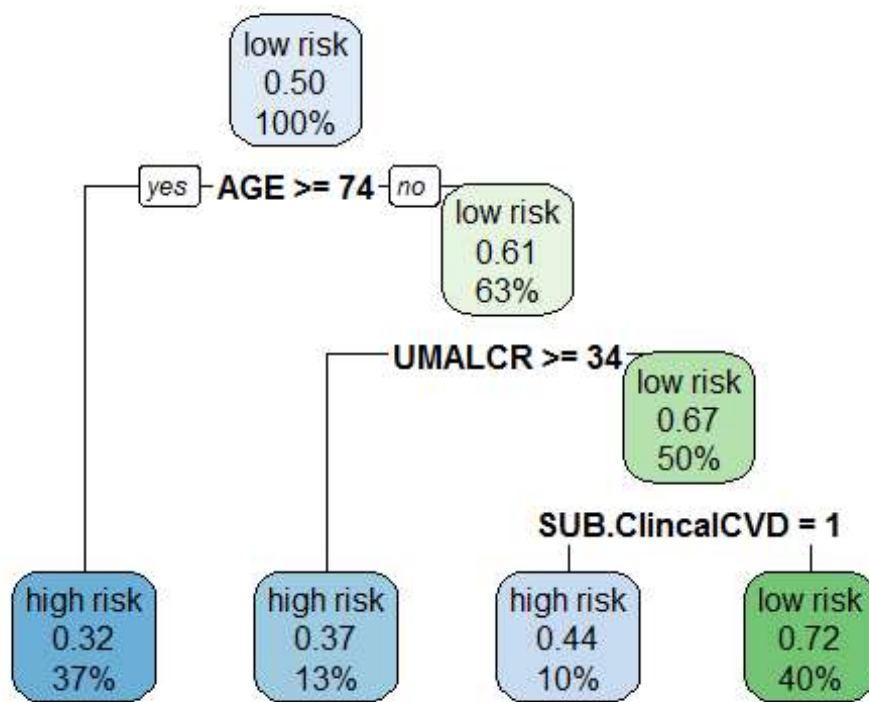 low risk
0.50
100%
yes AGE >= 74 no
low risk
0.61
63%
UMALCR >= 34
low risk
0.67
50%
SUB.ClincalCVD = 1
high risk
0.32
37%
high risk
0.37
13%
high risk
0.44
10%
low risk
0.72
40%